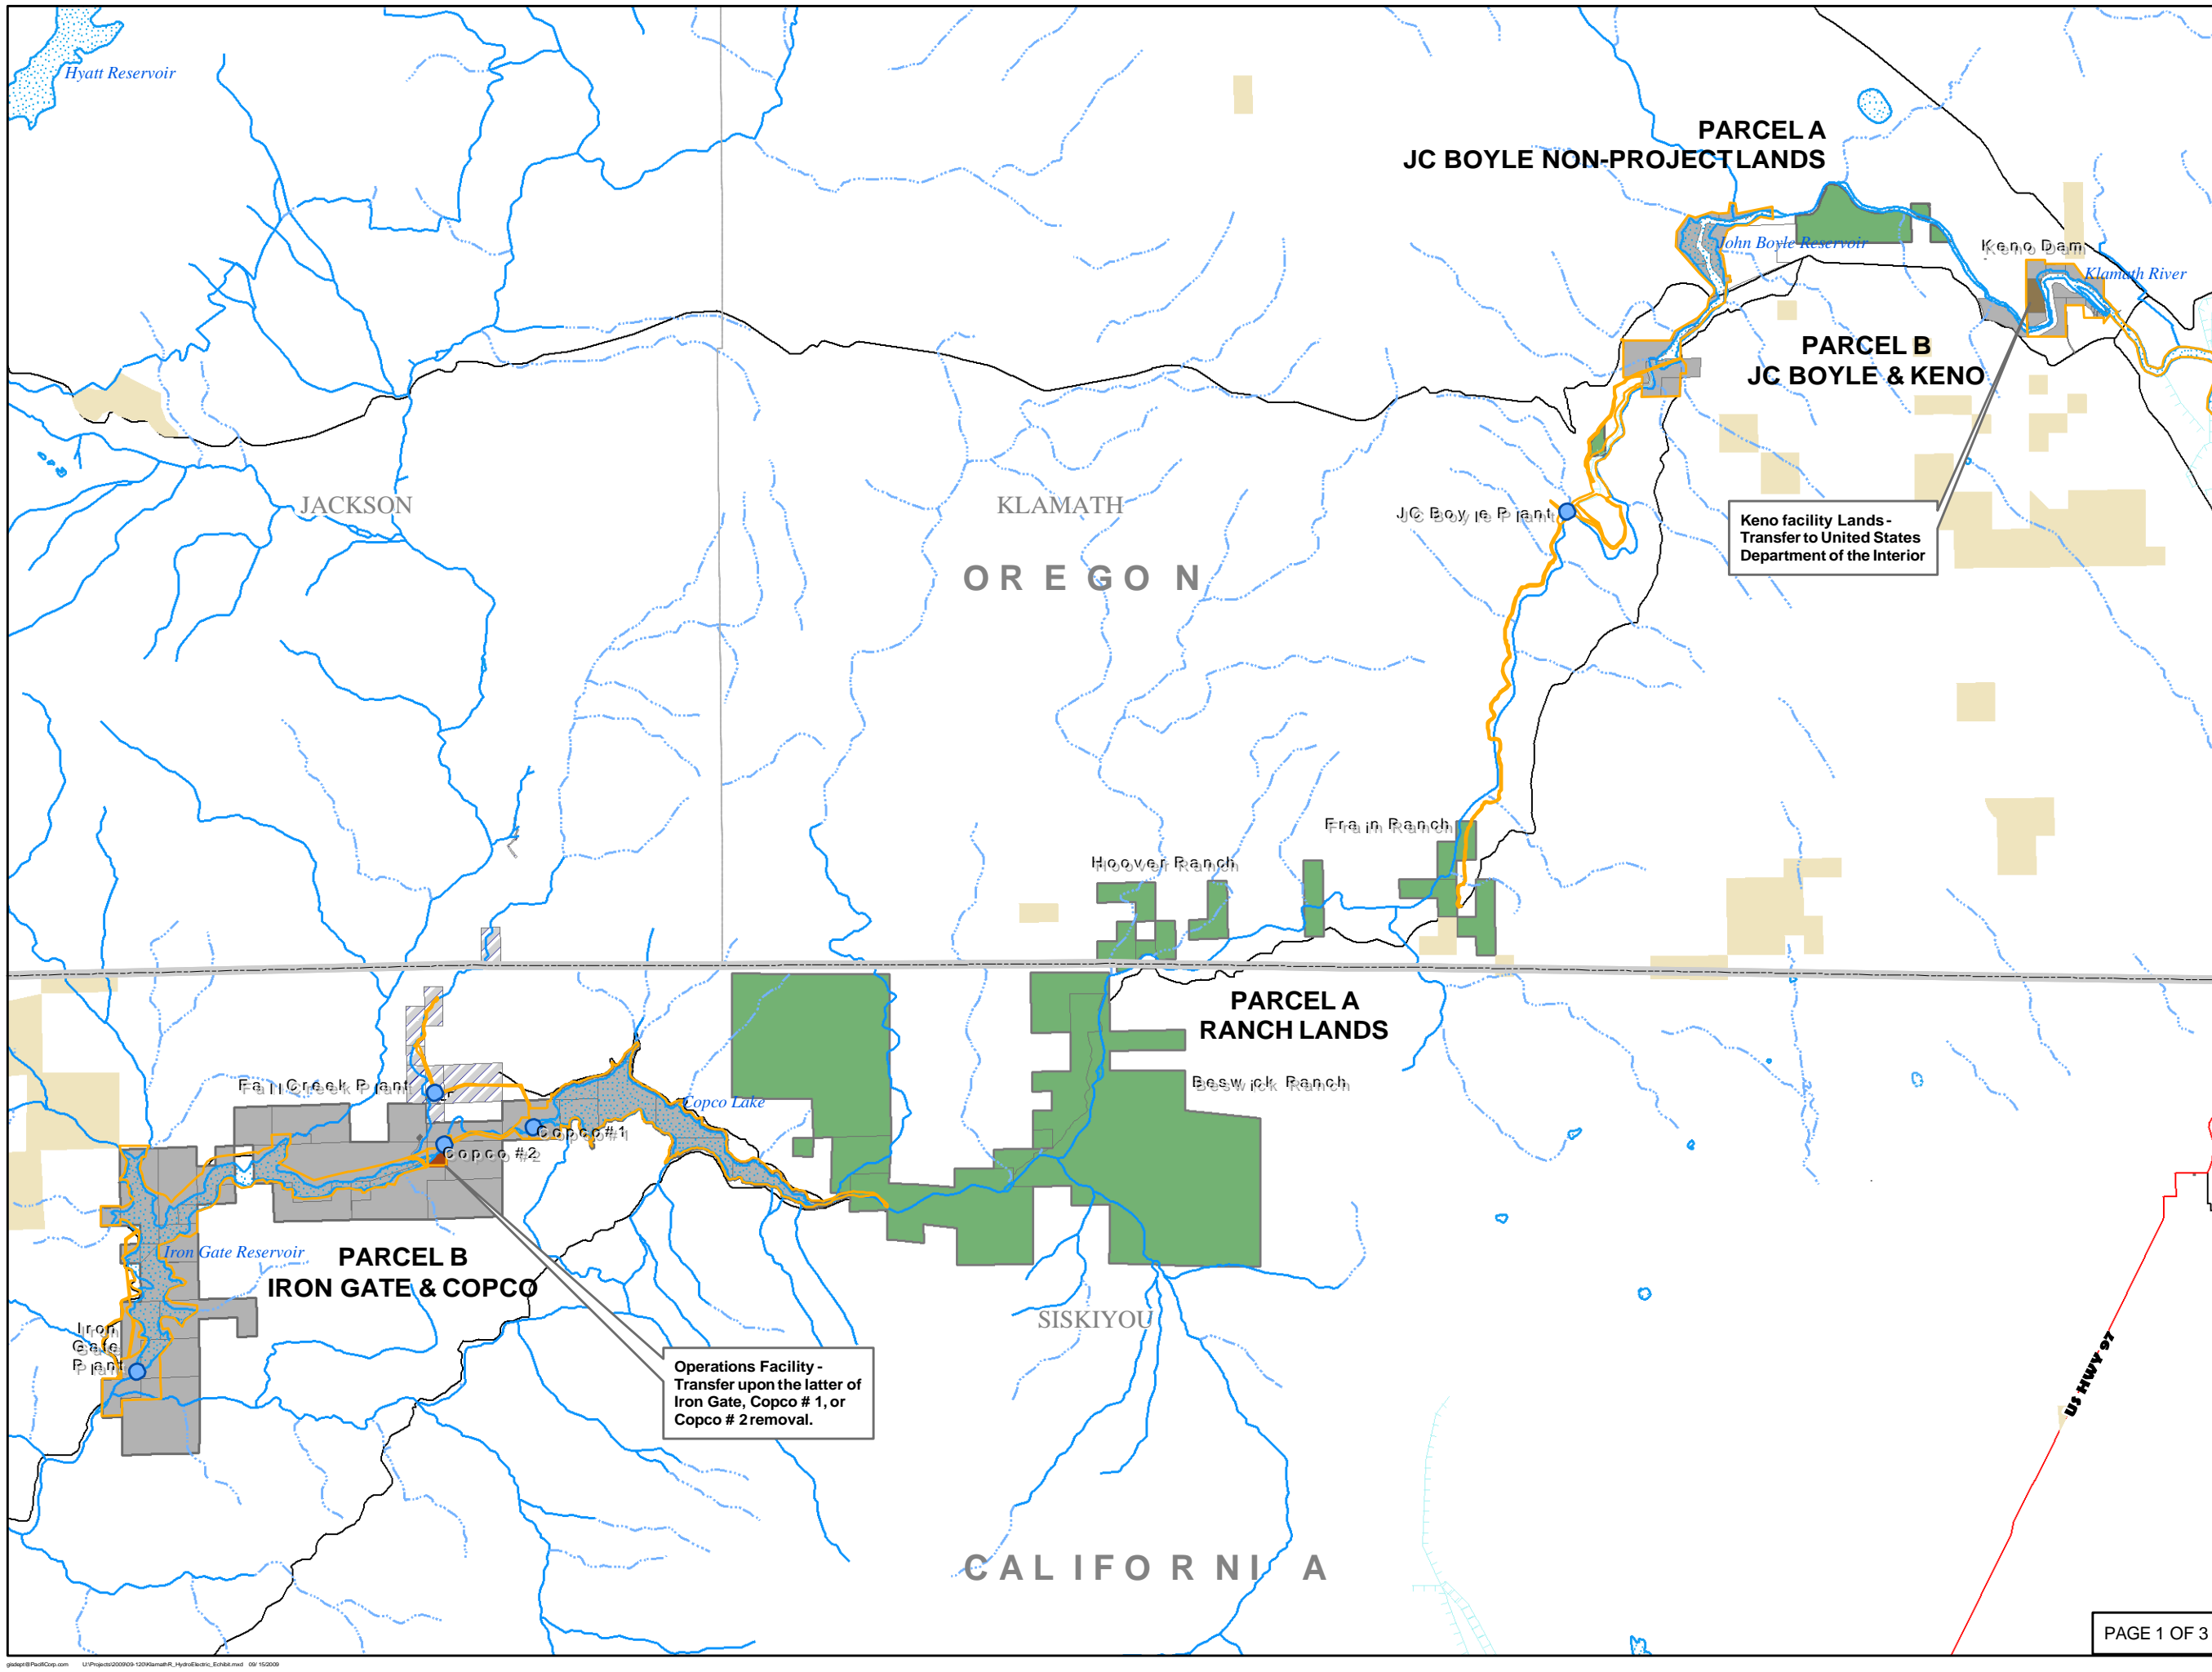 Hyatt Reservoir
PARCEL A
JC BOYLE NON-PROJECT LANDS
John Boyle Reservoir
Keno Dam
Klamath River
PARCEL B
JC BOYLE & KENO
JACKSON
KLAMATH
JC Boyle Plant
Keno facility Lands -
Transfer to United States
Department of the Interior
OREGON
Frain Ranch
Hoover Ranch
PARCEL A
RANCH LANDS
Beswick Ranch
Fall Creek Plant
Copco Lake
Copco #1
Copco #2
Iron Gate Reservoir
PARCEL B
IRON GATE & COPCO
SISKIYOU
Iron
Gate
Plant
Operations Facility -
Transfer upon the latter of
Iron Gate, Copco # 1, or
Copco # 2 removal.
US HWY 97
CALIFORNIA
PAGE 1 OF 3